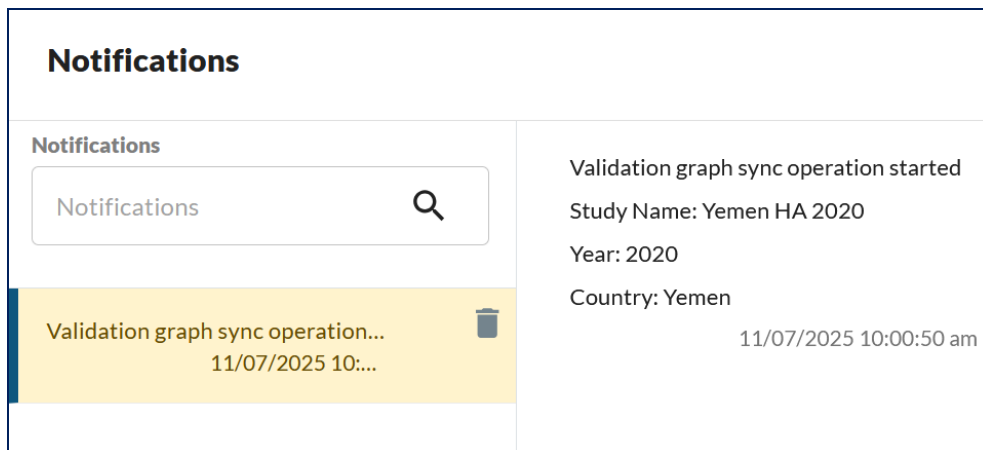 Notifications
Notifications
Notifications
Validation graph sync operation...
11/07/2025 10:...
Validation graph sync operation started
Study Name: Yemen HA 2020
Year: 2020
Country: Yemen
11/07/2025 10:00:50 am